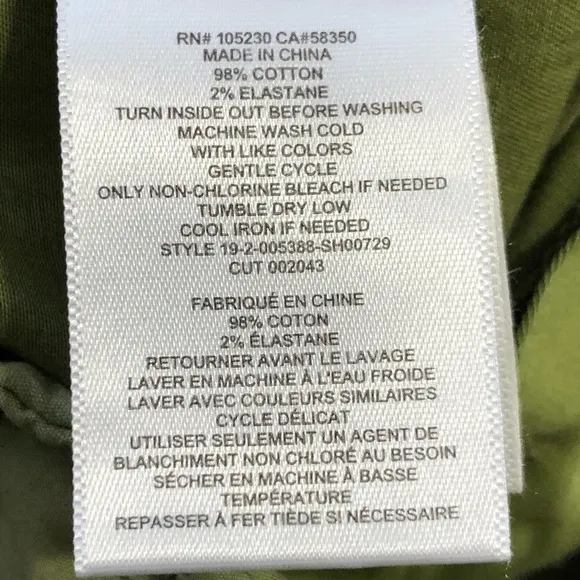 RN# 105230 CA#58350
MADE IN CHINA
98% COTTON
2% ELASTANE
TURN INSIDE OUT BEFORE WASHING
MACHINE WASH COLD
WITH LIKE COLORS
GENTLE CYCLE
ONLY NON-CHLORINE BLEACH IF NEEDED
TUMBLE DRY LOW
COOL IRON IF NEEDED
STYLE 19-2-005388-SH00729
CUT 002043
FABRIQUÉ EN CHINE
98% COTON
2% ÉLASTANE
RETOURNER AVANT LE LAVAGE
LAVER EN MACHINE À L'EAU FROIDE
LAVER AVEC COULEURS SIMILAIRES
CYCLE DÉLICAT
UTILISER SEULEMENT UN AGENT DE
BLANCHIMENT NON CHLORÉ AU BESOIN
SÉCHER EN MACHINE À BASSE
TEMPÉRATURE
REPASSER À FER TIÈDE SI NÉCESSAIRE